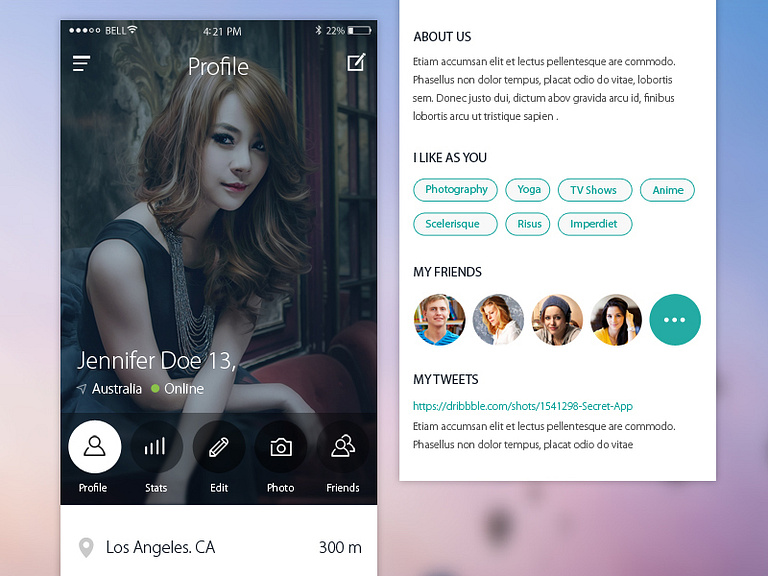 BELL 4:21 PM 22%
Profile
Jennifer Doe 13,
Australia Online
Profile Stats Edit Photo Friends
Los Angeles. CA 300 m
ABOUT US
Etiam accumsan elit et lectus pellentesque are commodo.
Phasellus non dolor tempus, placat odio do vitae, lobortis
sem. Donec justo dui, dictum abov gravida arcu id, finibus
lobortis arcu ut tristique sapien .
I LIKE AS YOU
Photography Yoga TV Shows Anime
Scelerisque Risus Imperdiet
MY FRIENDS
MY TWEETS
https://dribbble.com/shots/1541298-Secret-App
Etiam accumsan elit et lectus pellentesque are commodo.
Phasellus non dolor tempus, placat odio do vitae